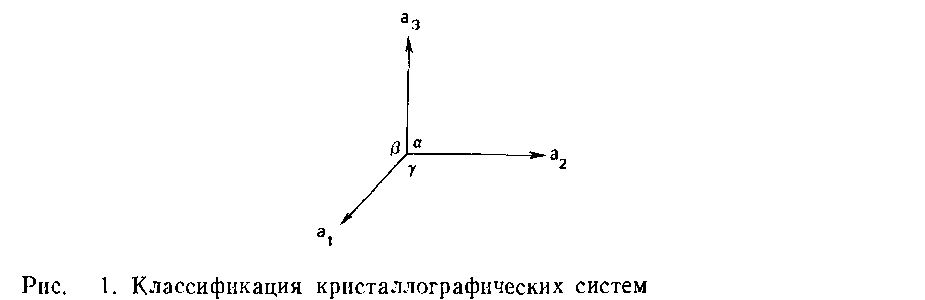 a₃
β α
a₂
γ
a₁
Рис. 1. Классификация кристаллографических систем